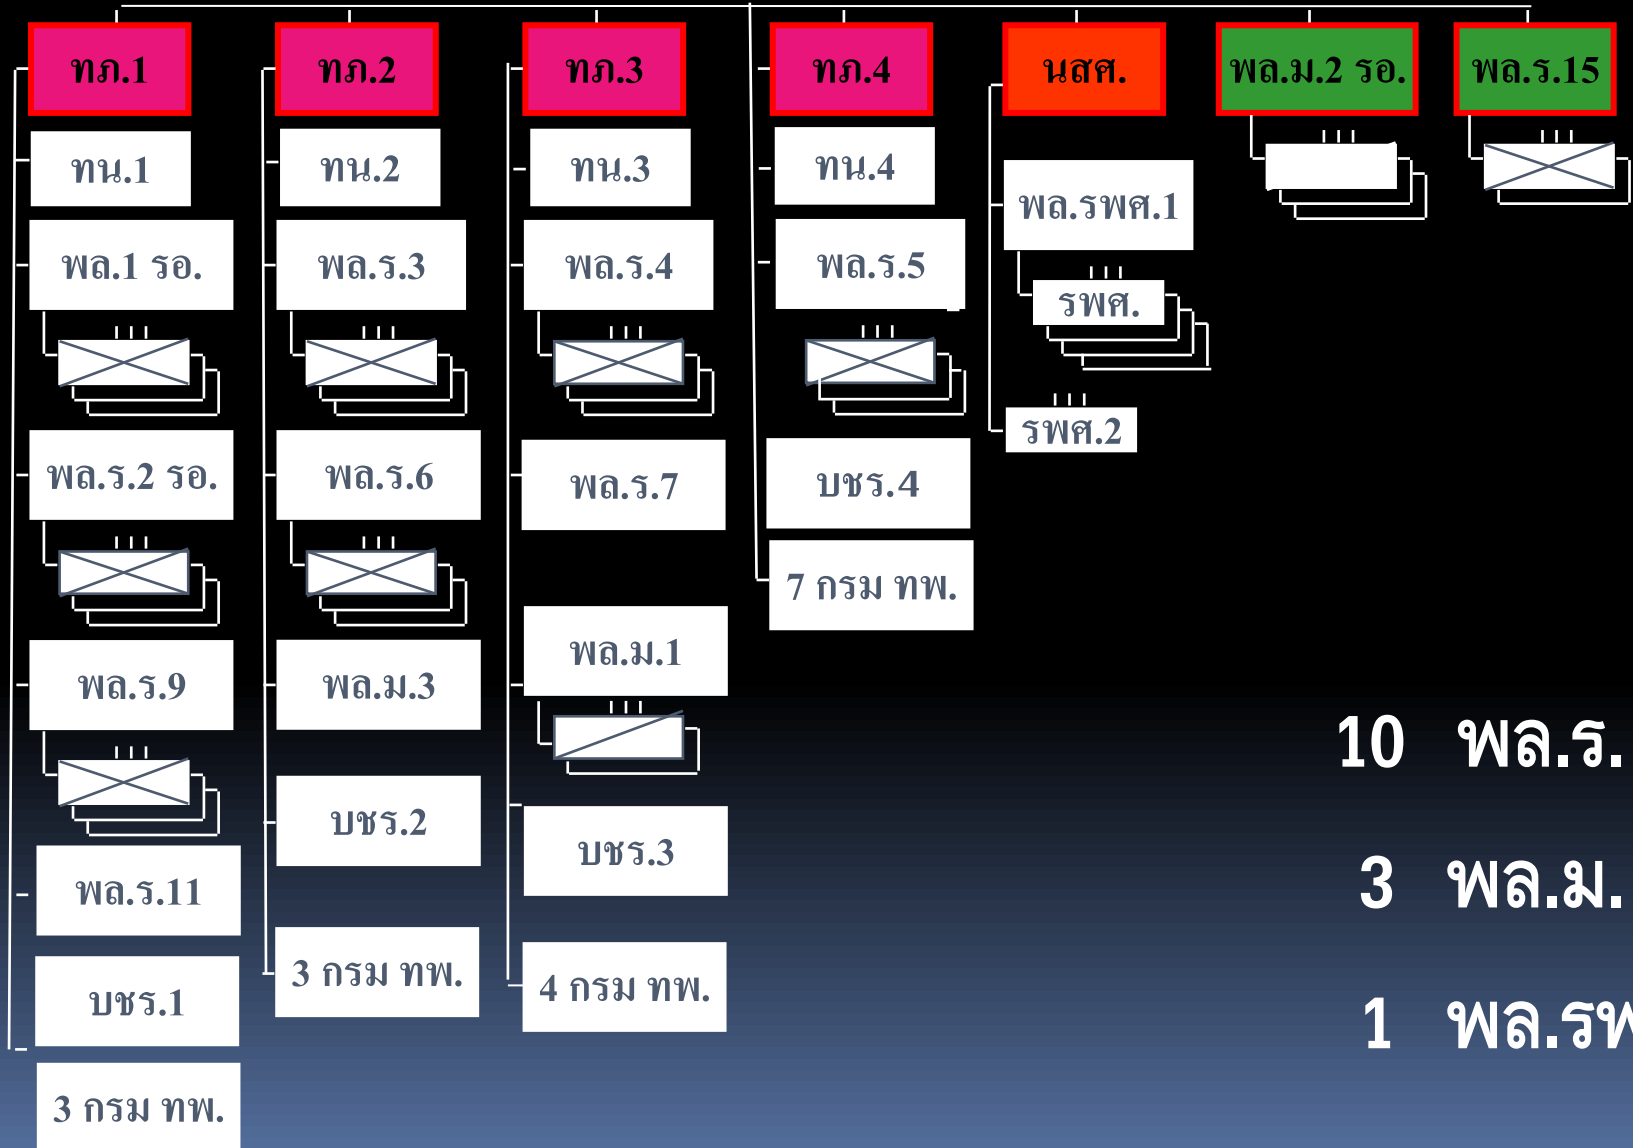 ทภ.1
ทภ.2
ทภ.3
ทภ.4
นสศ.
พล.ม.2 รอ.
พล.ร.15
ทน.1
พล.1 รอ.
พล.ร.2 รอ.
พล.ร.9
พล.ร.11
บชร.1
3 กรม ทพ.
ทน.2
พล.ร.3
พล.ร.6
พล.ม.3
บชร.2
3 กรม ทพ.
ทน.3
พล.ร.4
พล.ร.7
พล.ม.1
บชร.3
4 กรม ทพ.
ทน.4
พล.ร.5
บชร.4
7 กรม ทพ.
พล.รพศ.1
รพศ.
รพศ.2
10 พล.ร.
3 พล.ม.
1 พล.รพ